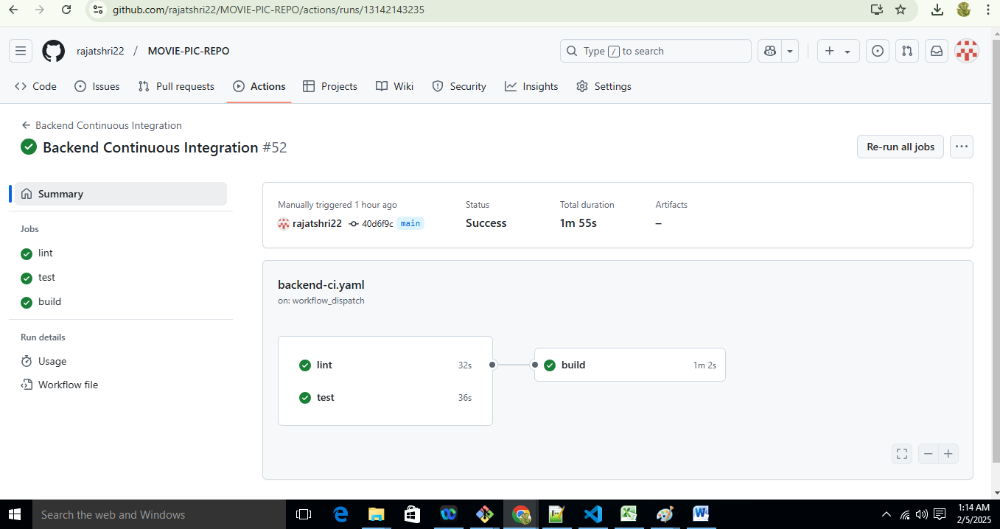 github.com/rajatshri22/MOVIE-PIC-REPO/actions/runs/13142143235
rajatshri22 / MOVIE-PIC-REPO
Type / to search
Code Issues Pull requests Actions Projects Wiki Security Insights Settings
Backend Continuous Integration
Backend Continuous Integration #52
Re-run all jobs
Summary
Jobs
lint
test
build
Run details
Usage
Workflow file
Manually triggered 1 hour ago
rajatshri22 40d6f9c main
Status
Success
Total duration
1m 55s
Artifacts
–
backend-ci.yaml
on: workflow_dispatch
lint 32s
test 36s
build 1m 2s
Search the web and Windows
1:14 AM
2/5/2025